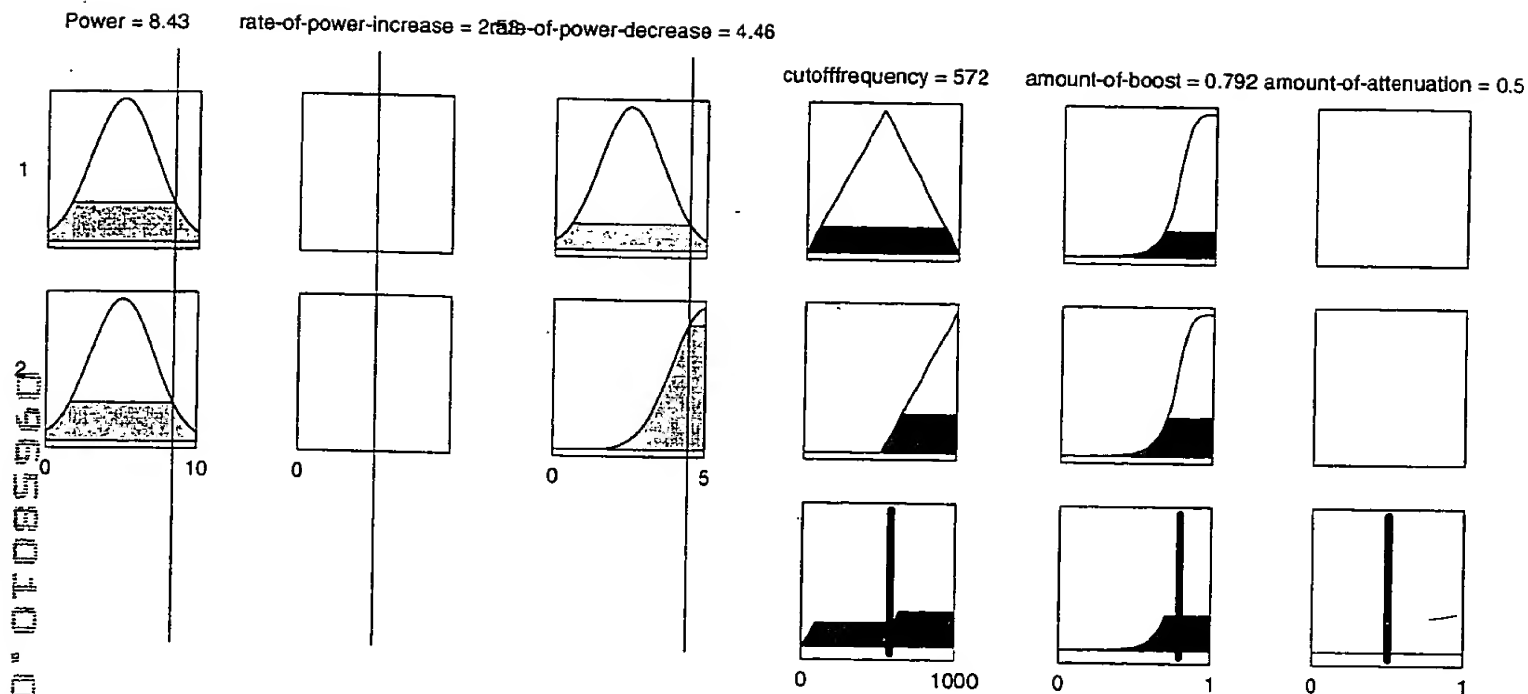 Power = 8.43
rate-of-power-increase = 2.53
rate-of-power-decrease = 4.46
cutofffrequency = 572
amount-of-boost = 0.792
amount-of-attenuation = 0.5
1
2
0 10
0
0 5
0 1000
0 1
0 1